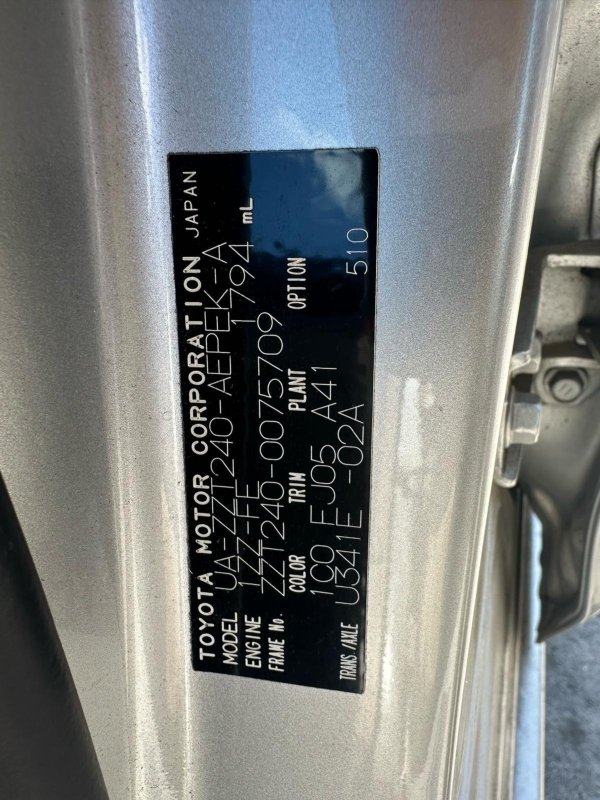 TOYOTA MOTOR CORPORATION JAPAN
MODEL UA-ZZT240-AEPEK-A
ENGINE 1ZZ-FE 1794 mL
FRAME No. ZZT240-0075709
COLOR TRIM PLANT OPTION
1C0 FJ05 A41 510
TRANS/AXLE U341E -02A